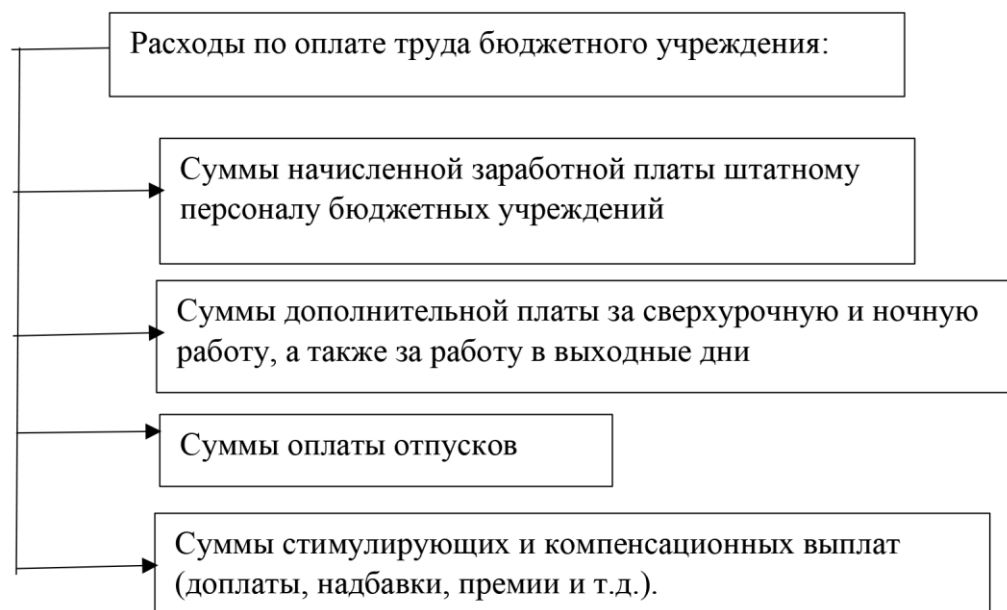 Расходы по оплате труда бюджетного учреждения:
Суммы начисленной заработной платы штатному
персоналу бюджетных учреждений
Суммы дополнительной платы за сверхурочную и ночную
работу, а также за работу в выходные дни
Суммы оплаты отпусков
Суммы стимулирующих и компенсационных выплат
(доплаты, надбавки, премии и т.д.).